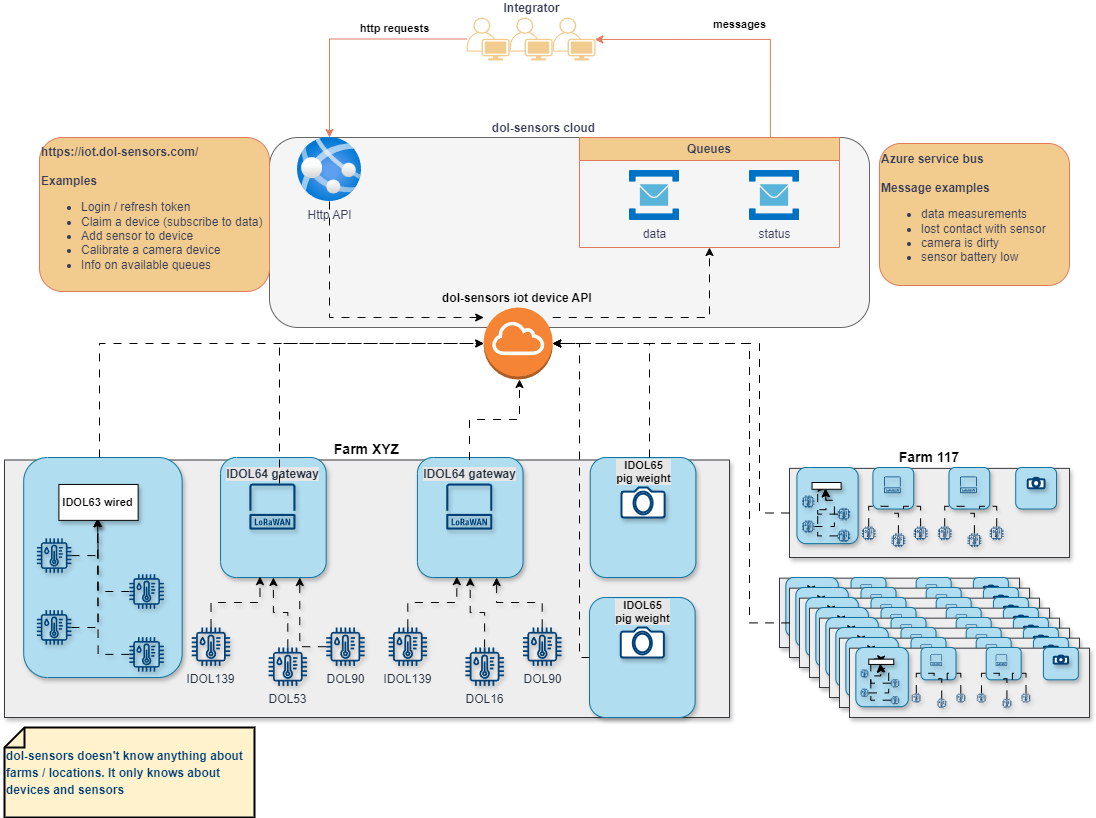 Integrator
http requests
messages
dol-sensors cloud
https://iot.dol-sensors.com/
Examples
Login / refresh token
Claim a device (subscribe to data)
Add sensor to device
Calibrate a camera device
Info on available queues
Http API
Queues
data
status
Azure service bus
Message examples
data measurements
lost contact with sensor
camera is dirty
sensor battery low
dol-sensors iot device API
Farm XYZ
IDOL63 wired
IDOL64 gateway
LoRaWAN
IDOL139
DOL53
DOL90
IDOL64 gateway
LoRaWAN
IDOL139
DOL16
DOL90
IDOL65
pig weight
IDOL65
pig weight
Farm 117
dol-sensors doesn't know anything about
farms / locations. It only knows about
devices and sensors